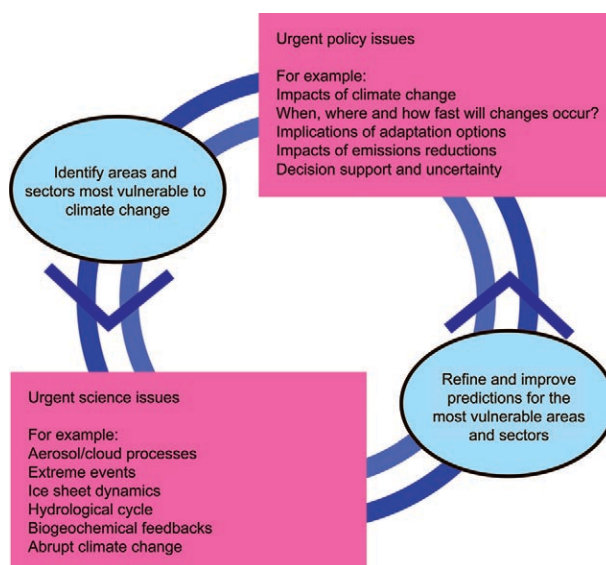 Urgent policy issues
For example:
Impacts of climate change
When, where and how fast will changes occur?
Implications of adaptation options
Impacts of emissions reductions
Decision support and uncertainty
Identify areas and
sectors most vulnerable to
climate change
Urgent science issues
For example:
Aerosol/cloud processes
Extreme events
Ice sheet dynamics
Hydrological cycle
Biogeochemical feedbacks
Abrupt climate change
Refine and improve
predictions for the
most vulnerable areas
and sectors